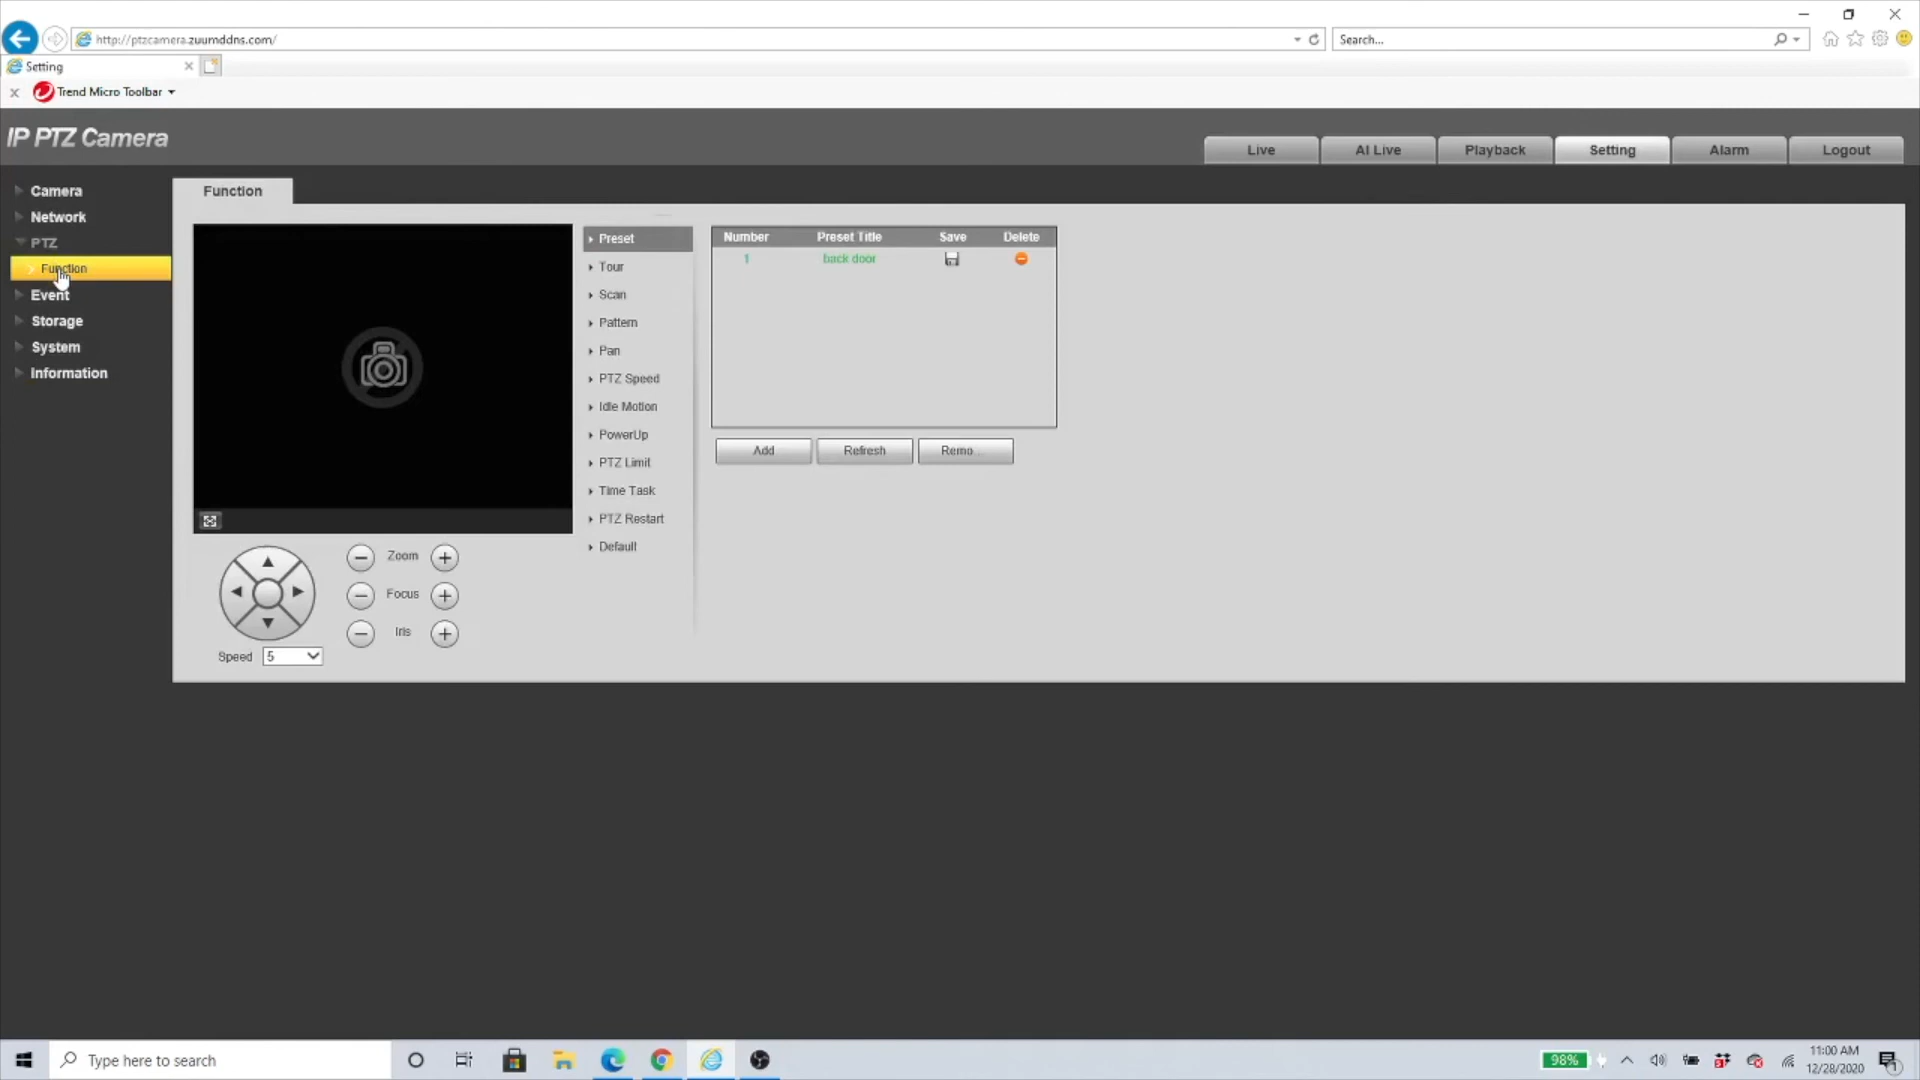 http://ptzcamera.zuumddns.com/
Search...
Setting
Trend Micro Toolbar
IP PTZ Camera
Live
AI Live
Playback
Setting
Alarm
Logout
Camera
Network
PTZ
Function
Event
Storage
System
Information
Function
Preset
Tour
Scan
Pattern
Pan
PTZ Speed
Idle Motion
PowerUp
PTZ Limit
Time Task
PTZ Restart
Default
Number Preset Title Save Delete
1 back door
Add Refresh Remo...
Zoom
Focus
Iris
Speed 5
Type here to search
98%
11:00 AM
12/28/2020